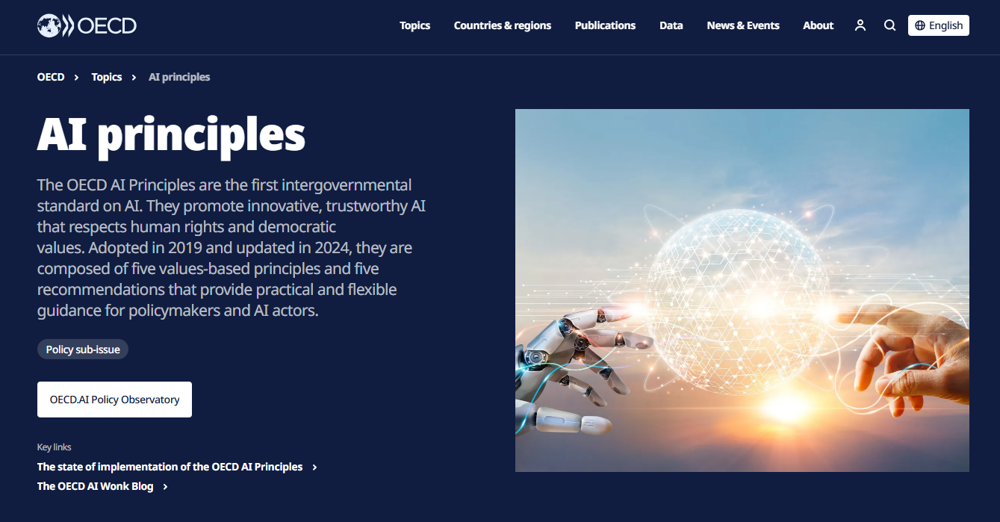 OECD
Topics
Countries & regions
Publications
Data
News & Events
About
English
OECD > Topics > AI principles
AI principles
The OECD AI Principles are the first intergovernmental
standard on AI. They promote innovative, trustworthy AI
that respects human rights and democratic
values. Adopted in 2019 and updated in 2024, they are
composed of five values-based principles and five
recommendations that provide practical and flexible
guidance for policymakers and AI actors.
Policy sub-issue
OECD.AI Policy Observatory
Key links
The state of implementation of the OECD AI Principles
The OECD AI Wonk Blog